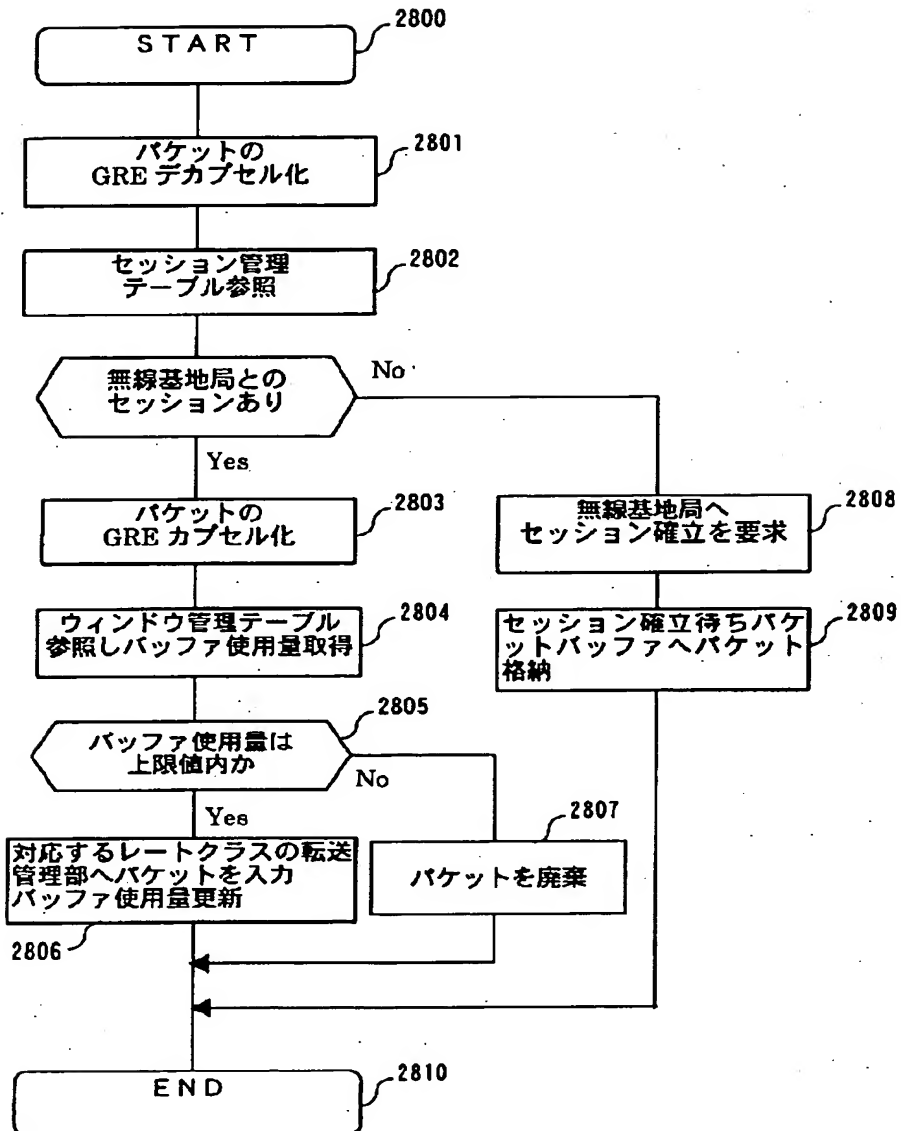 2800
START
2801
パケットの
GRE デカプセル化
2802
セッション管理
テーブル参照
無線基地局との
セッションあり
No
Yes
2803
パケットの
GRE カプセル化
2808
無線基地局へ
セッション確立を要求
2804
ウィンドウ管理テーブル
参照しバッファ使用量取得
2809
セッション確立待ちパケ
ットバッファへパケット
格納
2805
バッファ使用量は
上限値内か
No
Yes
2807
パケットを廃棄
対応するレートクラスの転送
管理部へパケットを入力
バッファ使用量更新
2806
2810
END